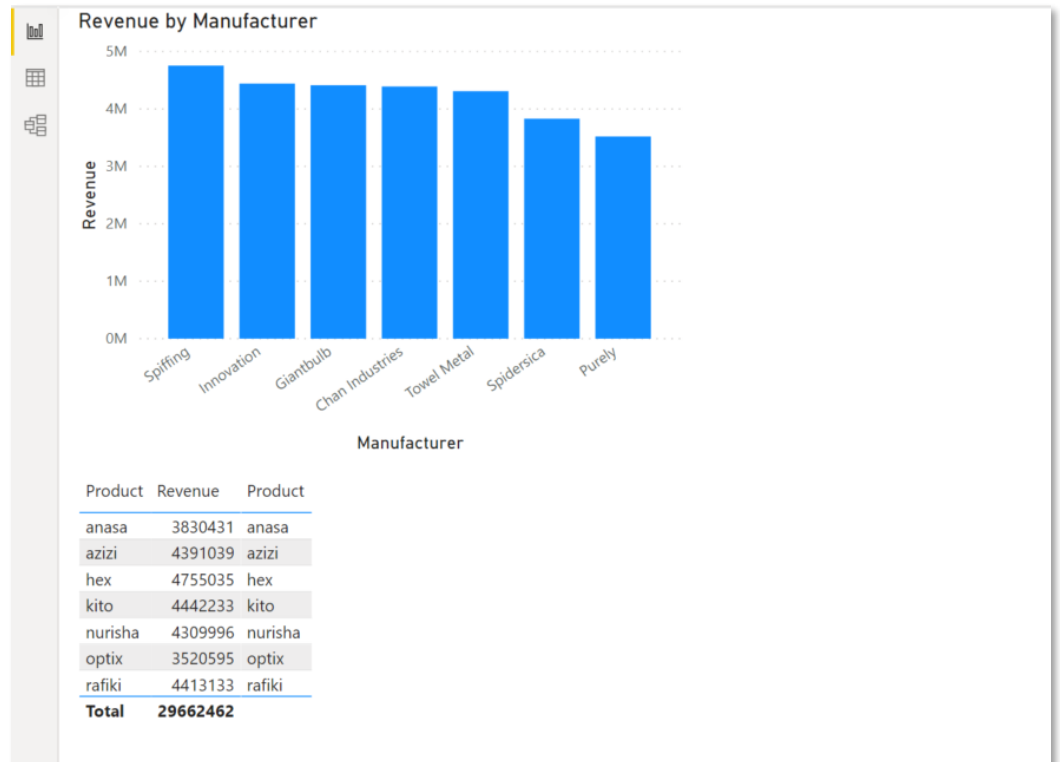 Revenue by Manufacturer
5M
4M
3M
2M
1M
0M
Revenue
Spiffing
Innovation
Giantbulb
Chan Industries
Towel Metal
Spidersica
Purely
Manufacturer
Product Revenue Product
anasa 3830431 anasa
azizi 4391039 azizi
hex 4755035 hex
kito 4442233 kito
nurisha 4309996 nurisha
optix 3520595 optix
rafiki 4413133 rafiki
Total 29662462